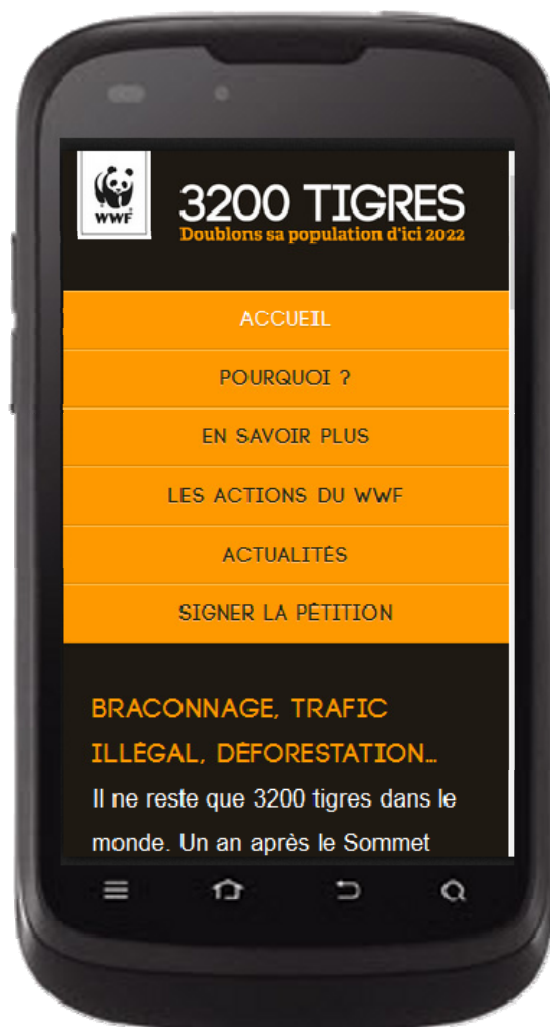 WWF
3200 TIGRES
Doublons sa population d'ici 2022
ACCUEIL
POURQUOI ?
EN SAVOIR PLUS
LES ACTIONS DU WWF
ACTUALITÉS
SIGNER LA PÉTITION
BRACONNAGE, TRAFIC
ILLÉGAL, DÉFORESTATION…
Il ne reste que 3200 tigres dans le
monde. Un an après le Sommet